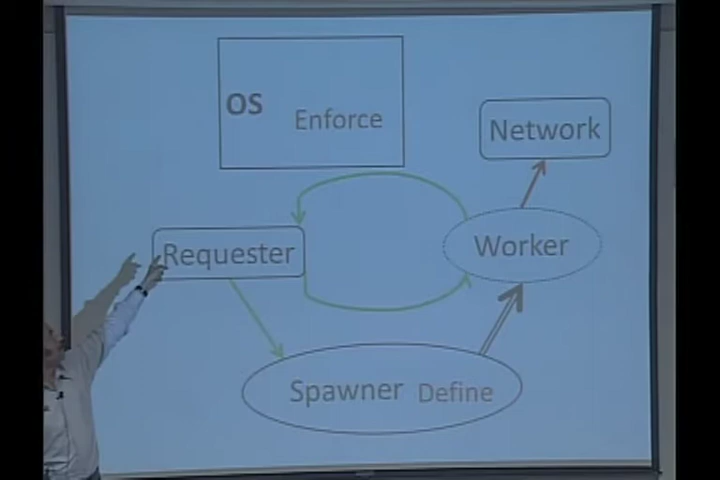 OS
Enforce
Network
Requester
Worker
Spawner Define